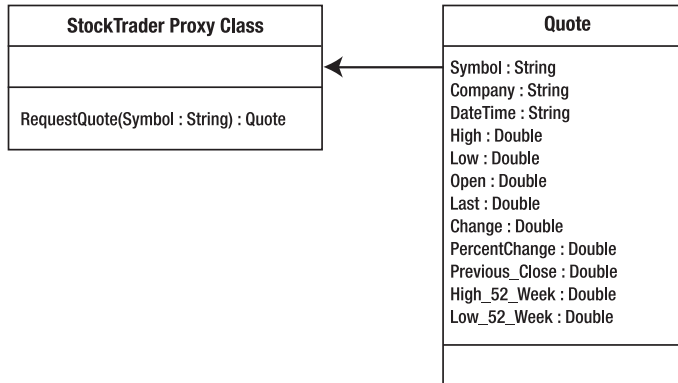 StockTrader Proxy Class
RequestQuote(Symbol : String) : Quote
Quote
Symbol : String
Company : String
DateTime : String
High : Double
Low : Double
Open : Double
Last : Double
Change : Double
PercentChange : Double
Previous_Close : Double
High_52_Week : Double
Low_52_Week : Double